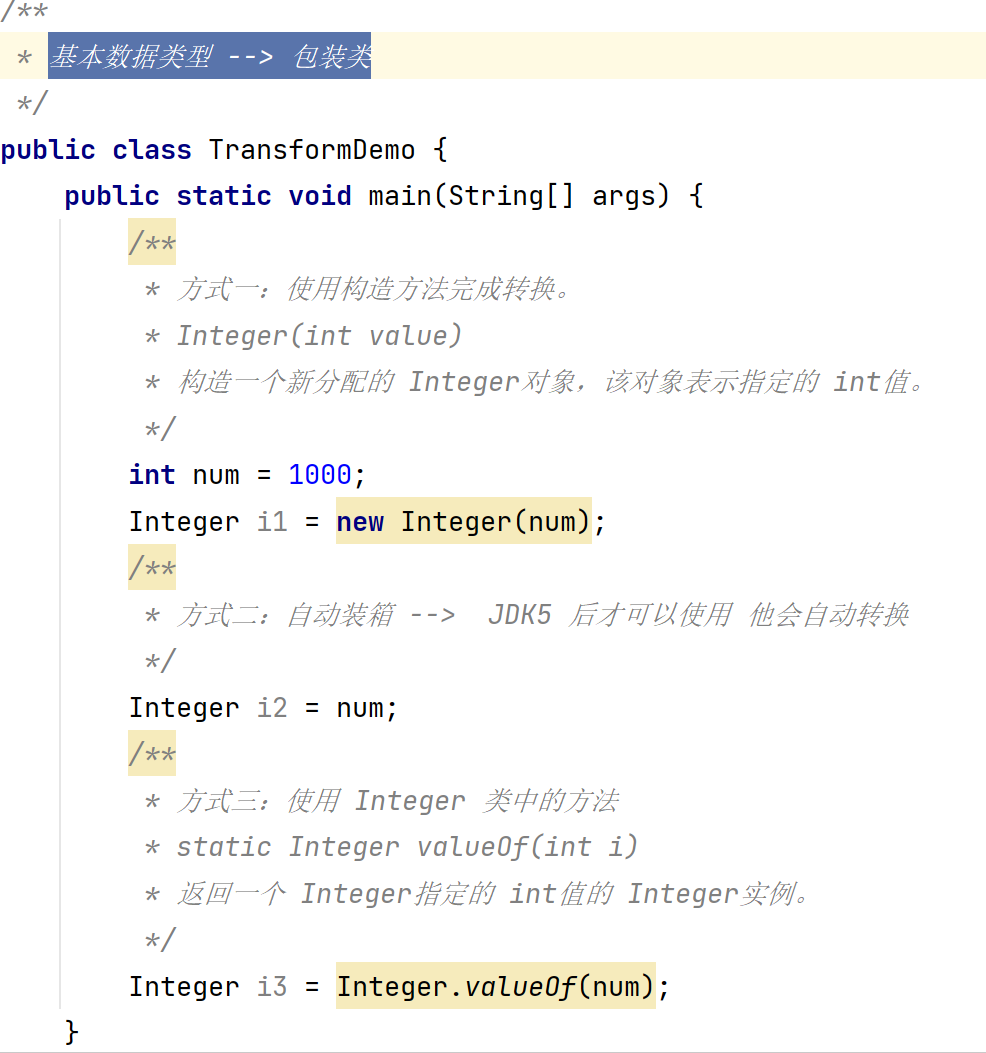 /**
 * 基本数据类型 --> 包装类
 */
public class TransformDemo {
    public static void main(String[] args) {
        /**
         * 方式一：使用构造方法完成转换。
         * Integer(int value)
         * 构造一个新分配的 Integer对象，该对象表示指定的 int值。
         */
        int num = 1000;
        Integer i1 = new Integer(num);
        /**
         * 方式二：自动装箱 -->  JDK5 后才可以使用 他会自动转换
         */
        Integer i2 = num;
        /**
         * 方式三：使用 Integer 类中的方法
         * static Integer valueOf(int i)
         * 返回一个 Integer指定的 int值的 Integer实例。
         */
        Integer i3 = Integer.valueOf(num);
    }